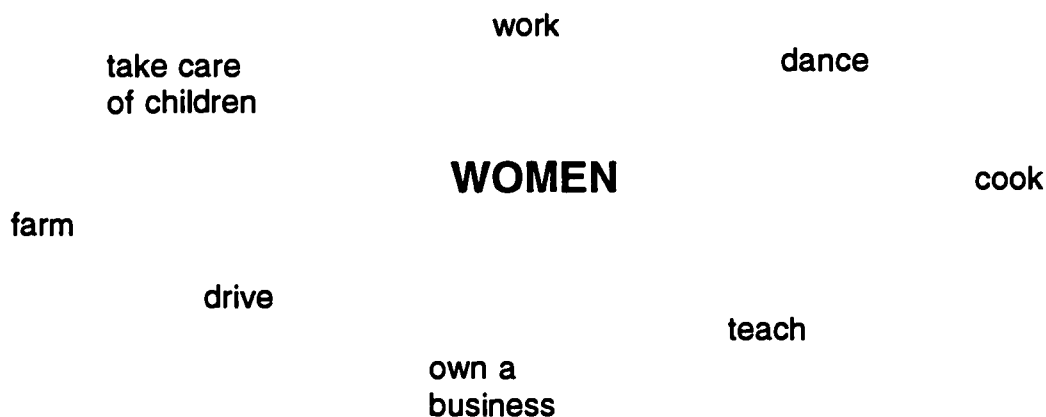 work
take care
of children
dance
WOMEN
cook
farm
drive
teach
own a
business